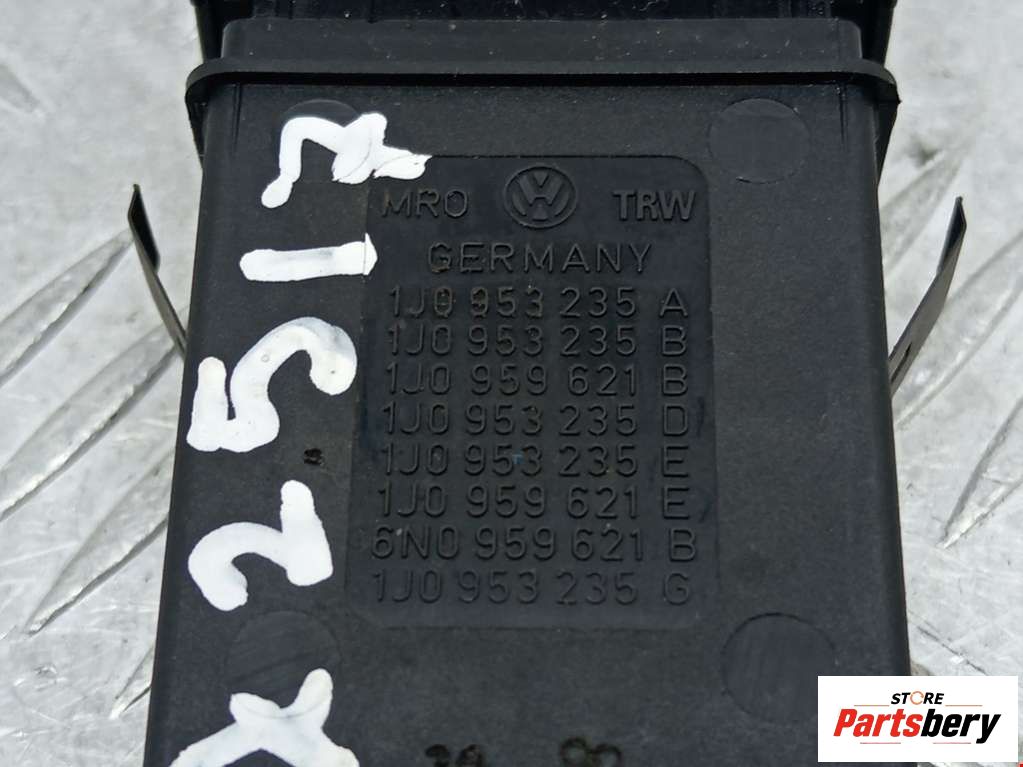 MRO VW TRW
GERMANY
1J0 953 235 A
1J0 953 235 B
1J0 959 621 B
1J0 953 235 D
1J0 953 235 E
1J0 959 621 E
6N0 959 621 B
1J0 953 235 G
STORE
Partsbery